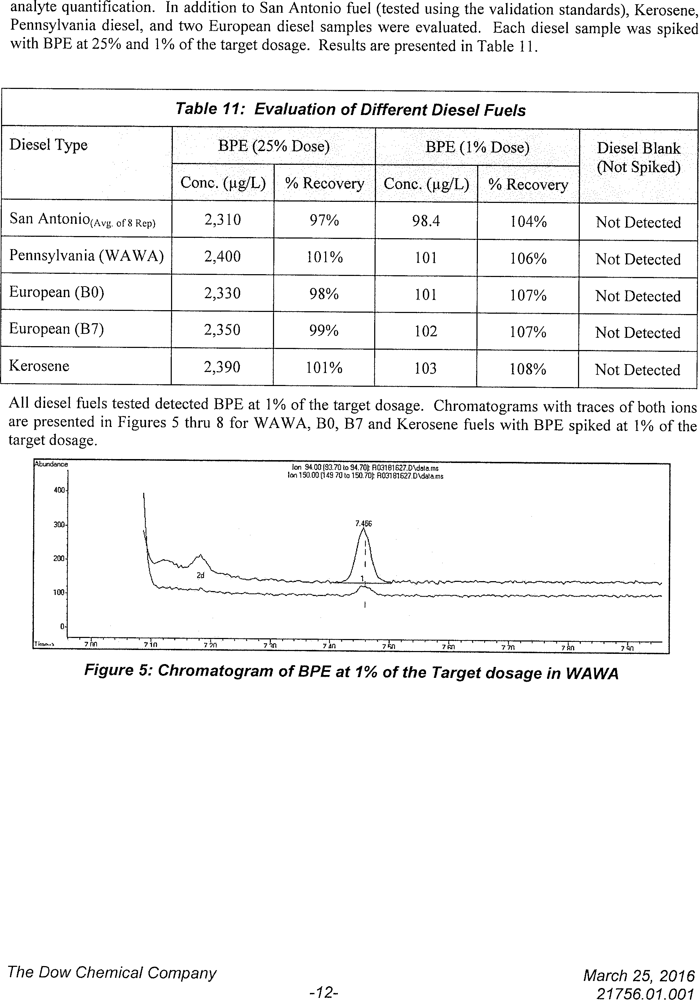 analyte quantification. In addition to San Antonio fuel (tested using the validation standards), Kerosene,
Pennsylvania diesel, and two European diesel samples were evaluated. Each diesel sample was spiked
with BPE at 25% and 1% of the target dosage. Results are presented in Table 11.
Table 11: Evaluation of Different Diesel Fuels
Diesel Type BPE (25% Dose) BPE (1% Dose) Diesel Blank
(Not Spiked)
Conc. (µg/L) % Recovery Conc. (µg/L) % Recovery
San Antonio(Avg. of 8 Rep) 2,310 97% 98.4 104% Not Detected
Pennsylvania (WAWA) 2,400 101% 101 106% Not Detected
European (B0) 2,330 98% 101 107% Not Detected
European (B7) 2,350 99% 102 107% Not Detected
Kerosene 2,390 101% 103 108% Not Detected
All diesel fuels tested detected BPE at 1% of the target dosage. Chromatograms with traces of both ions
are presented in Figures 5 thru 8 for WAWA, B0, B7 and Kerosene fuels with BPE spiked at 1% of the
target dosage.
Abundance
Ion 94.00 (93.70 to 94.70): R03181627.D\data.ms
Ion 150.00 (149.70 to 150.70): R03181627.D\data.ms
400
300
7.456
200
2d
1
100
0
Time--> 7.00 7.10 7.20 7.30 7.40 7.50 7.60 7.70 7.80 7.90
Figure 5: Chromatogram of BPE at 1% of the Target dosage in WAWA
The Dow Chemical Company
March 25, 2016
-12-
21756.01.001